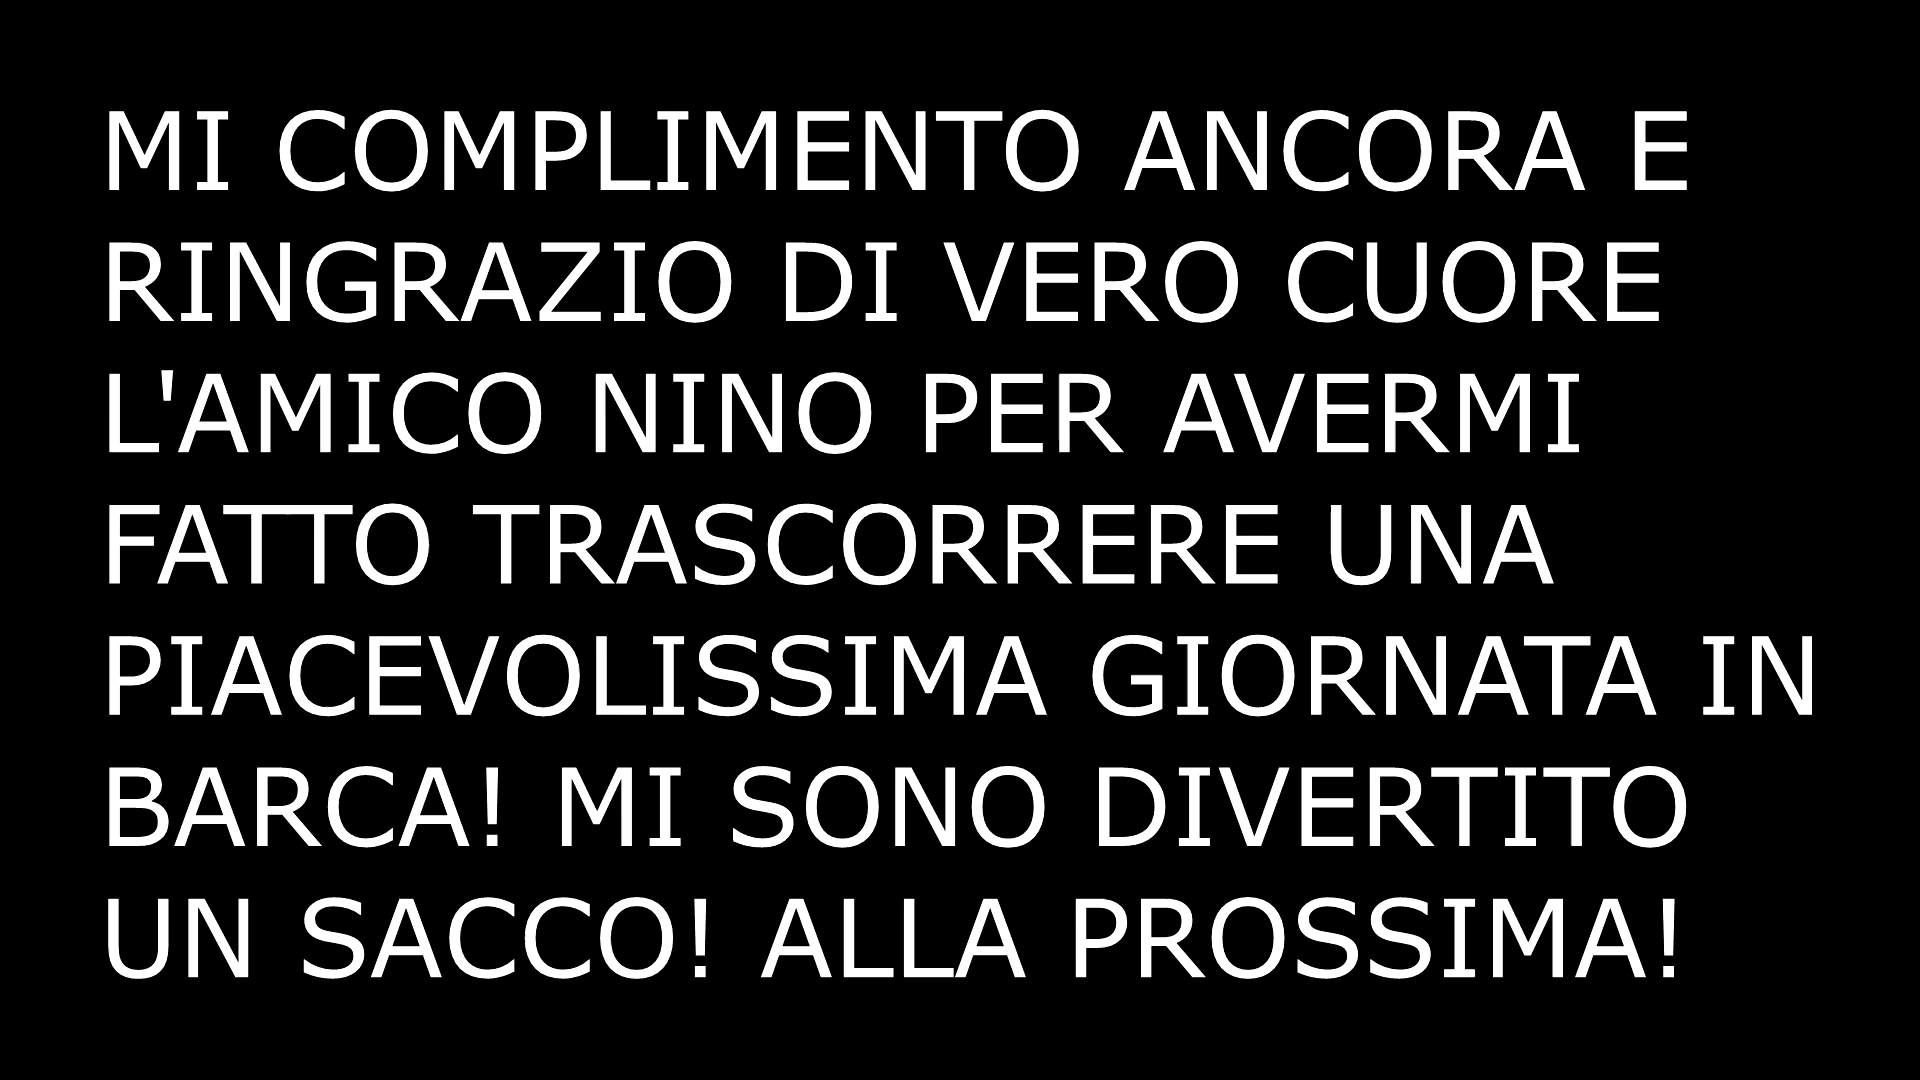 MI COMPLIMENTO ANCORA E
RINGRAZIO DI VERO CUORE
L'AMICO NINO PER AVERMI
FATTO TRASCORRERE UNA
PIACEVOLISSIMA GIORNATA IN
BARCA! MI SONO DIVERTITO
UN SACCO! ALLA PROSSIMA!